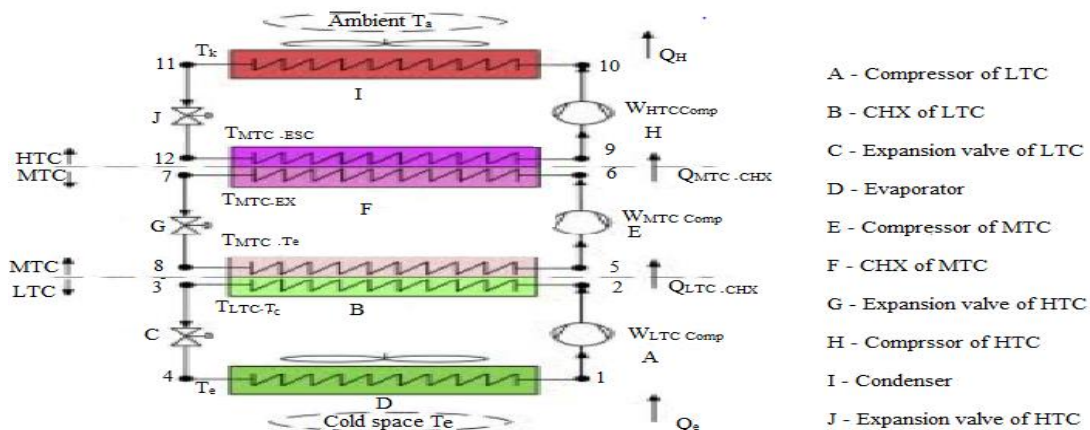 Ambient Ta
Tk
11
10
QH
I
J
WHTCComp
H
TMTC .ESC
HTC
12
9
MTC
7
6
QMTC .CHX
TMTC-EX
F
G
WMTC Comp
E
TMTC .Te
MTC
8
5
LTC
3
2
QLTC .CHX
TLTC-Tc
B
C
WLTC Comp
A
4
Te
1
D
Cold space Te
Qe
A - Compressor of LTC
B - CHX of LTC
C - Expansion valve of LTC
D - Evaporator
E - Compressor of MTC
F - CHX of MTC
G - Expansion valve of HTC
H - Comprssor of HTC
I - Condenser
J - Expansion valve of HTC